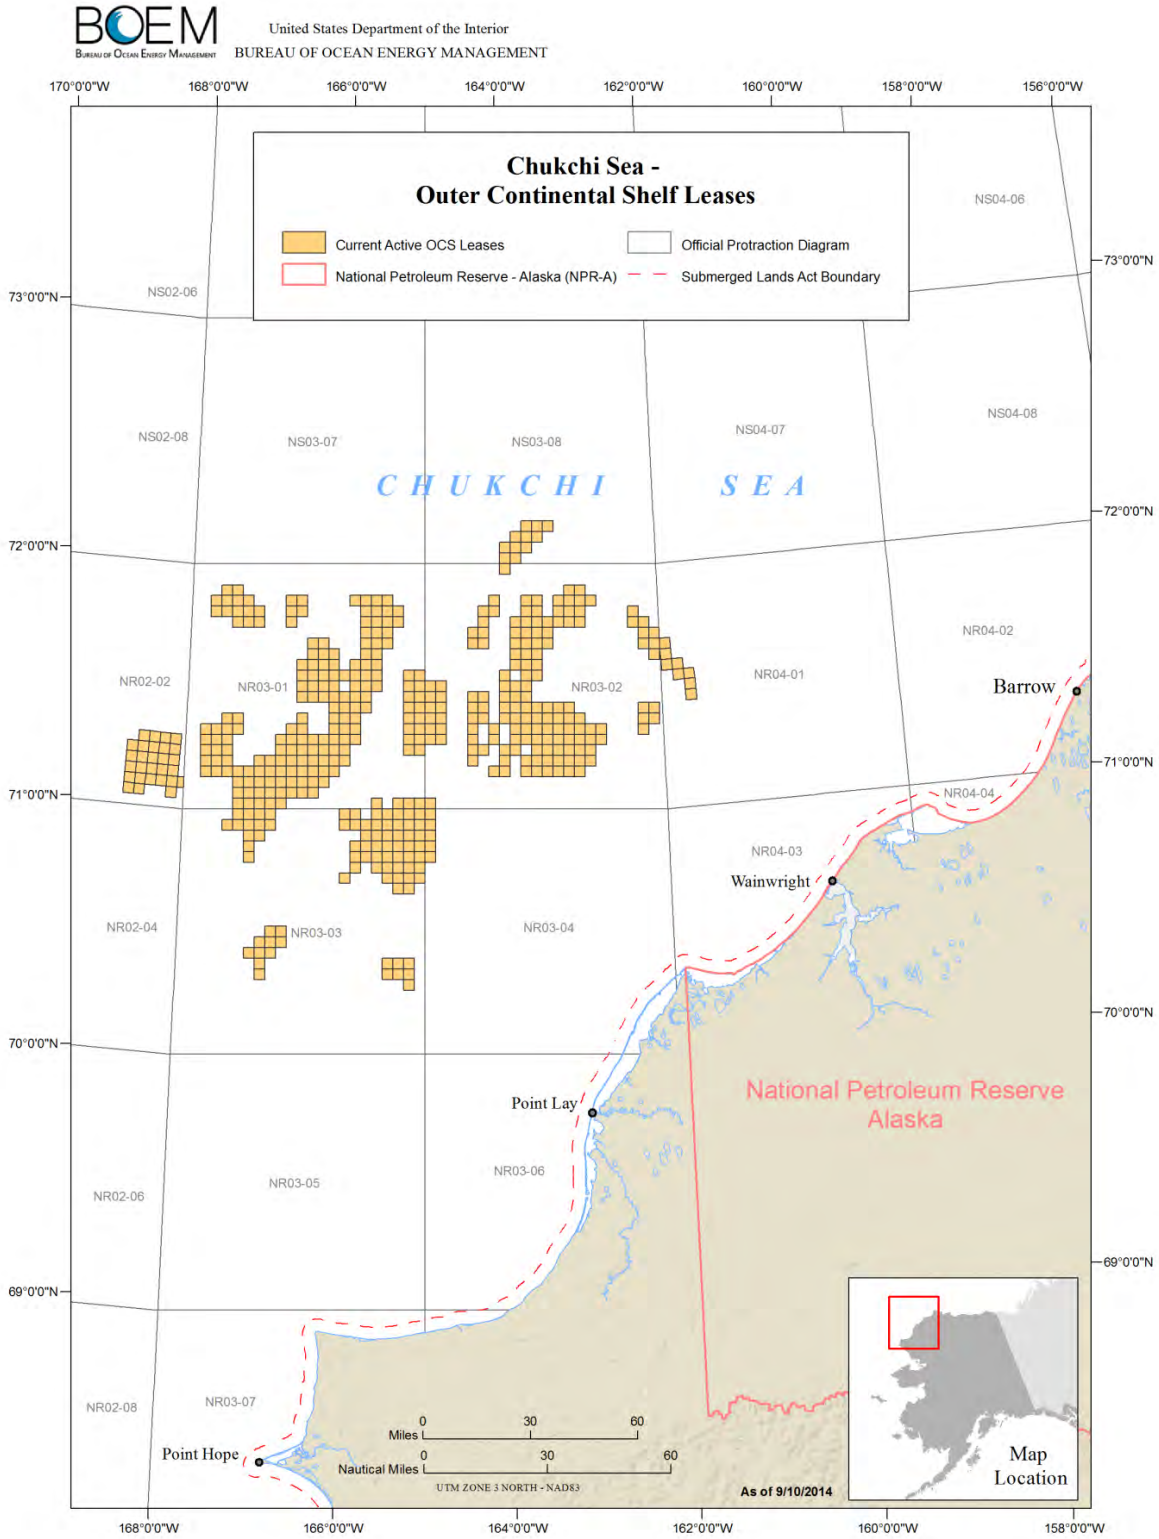 BOEM
BUREAU OF OCEAN ENERGY MANAGEMENT
United States Department of the Interior
BUREAU OF OCEAN ENERGY MANAGEMENT
170°0'0"W 168°0'0"W 166°0'0"W 164°0'0"W 162°0'0"W 160°0'0"W 158°0'0"W 156°0'0"W
Chukchi Sea -
Outer Continental Shelf Leases
Current Active OCS Leases
Official Protraction Diagram
National Petroleum Reserve - Alaska (NPR-A)
Submerged Lands Act Boundary
NS04-06
73°0'0"N
NS02-06
73°0'0"N
NS04-08
NS02-08
NS03-07
NS03-08
NS04-07
CHUKCHI SEA
72°0'0"N
72°0'0"N
NR04-02
NR02-02
NR03-01
NR03-02
NR04-01
Barrow
71°0'0"N
71°0'0"N
NR04-04
NR04-03
Wainwright
NR02-04
NR03-03
NR03-04
70°0'0"N
70°0'0"N
National Petroleum Reserve
Alaska
Point Lay
NR02-06
NR03-05
NR03-06
69°0'0"N
69°0'0"N
NR02-08
NR03-07
Point Hope
0 30 60
Miles
0 30 60
Nautical Miles
UTM ZONE 3 NORTH - NAD83
As of 9/10/2014
Map
Location
168°0'0"W 166°0'0"W 164°0'0"W 162°0'0"W 160°0'0"W 158°0'0"W